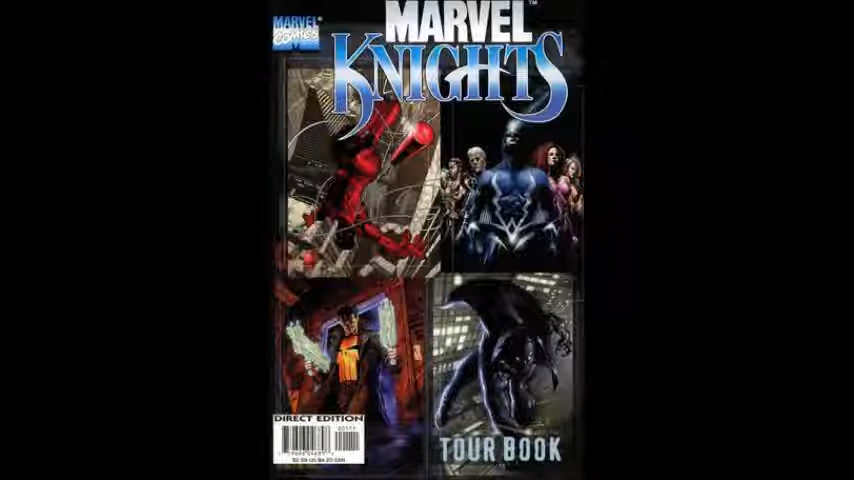 MARVEL
COMICS
MARVEL
KNIGHTS
DIRECT EDITION
TOUR BOOK